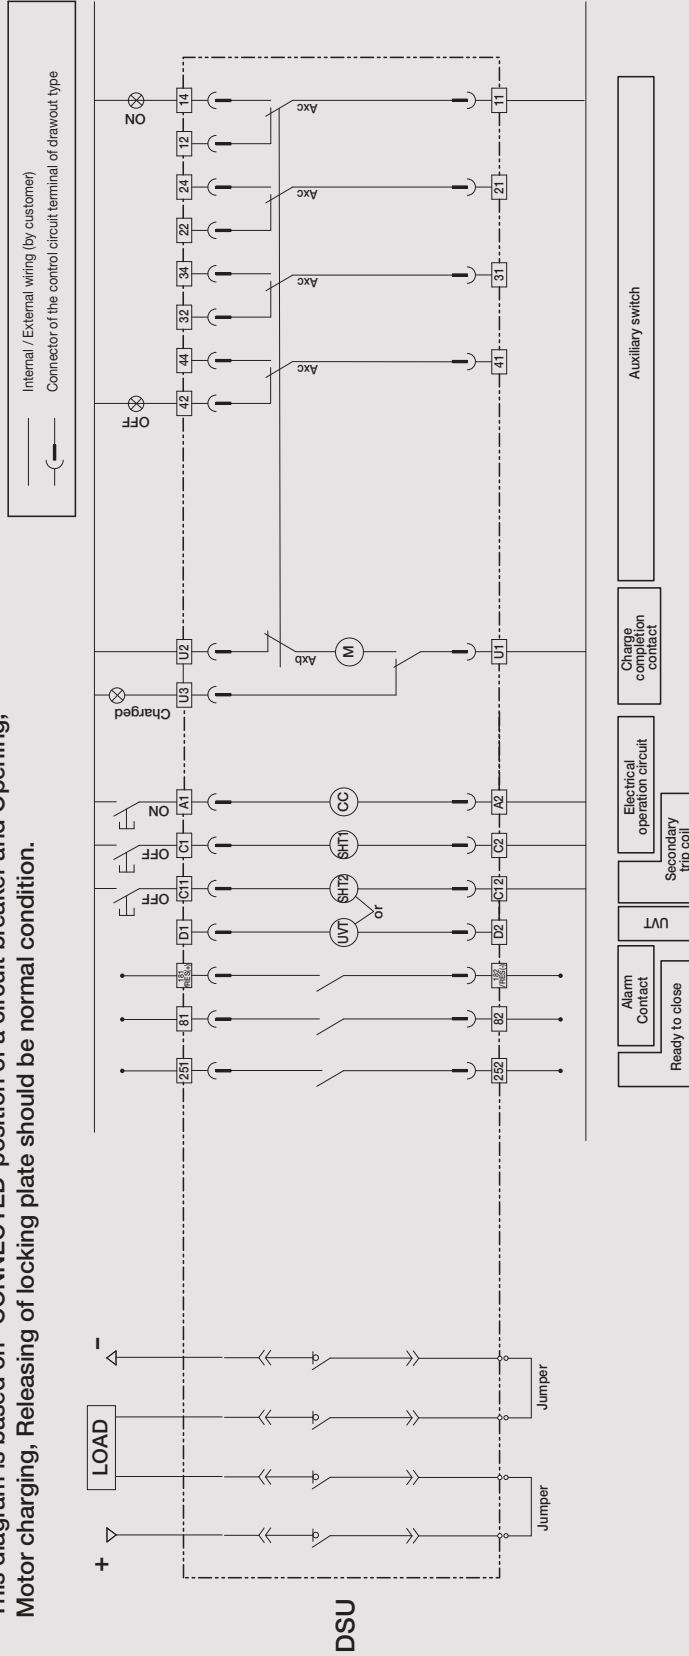 This diagram is based on "CONNECTED" position of a circuit breaker and Opening,
Motor charging, Releasing of locking plate should be normal condition.
Internal / External wiring (by customer)
Connector of the control circuit terminal of drawout type
DSU
+
LOAD
-
Jumper
Jumper
251
81
D1
C11
C1
A1
U3
U2
42
44
32
34
22
24
12
14
OFF
OFF
ON
Charged
OFF
ON
UVT
or
SHT2
SHT1
CC
M
Axb
Axc
Axc
Axc
Axc
252
82
D2
C12
C2
A2
U1
41
31
21
11
Ready to close
Alarm
Contact
UVT
Secondary
trip coil
Electrical
operation circuit
Charge
completion
contact
Auxiliary switch